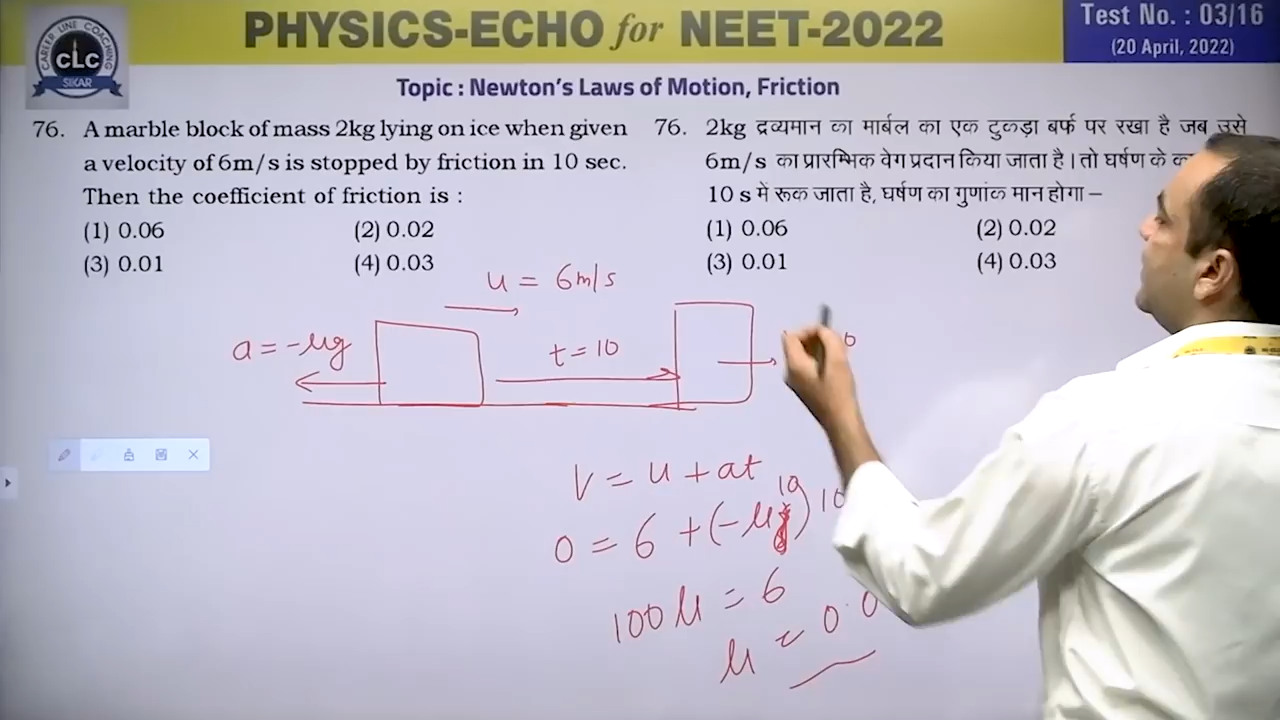 PHYSICS-ECHO for NEET-2022
Test No. : 03/16
(20 April, 2022)
CAREER LINE COACHING
CLC
SIKAR
Topic : Newton's Laws of Motion, Friction
76. A marble block of mass 2kg lying on ice when given
a velocity of 6m/s is stopped by friction in 10 sec.
Then the coefficient of friction is :
(1) 0.06 (2) 0.02
(3) 0.01 (4) 0.03
76. 2kg द्रव्यमान का मार्बल का एक टुकड़ा बर्फ पर रखा है जब उसे
6m/s का प्रारम्भिक वेग प्रदान किया जाता है। तो घर्षण के
10 s में रूक जाता है, घर्षण का गुणांक मान होगा –
(1) 0.06 (2) 0.02
(3) 0.01 (4) 0.03
u = 6m/s
a = -μg
t = 10
V = u + at
0 = 6 + (-μ 10) 10
100 μ = 6
μ = 0.0